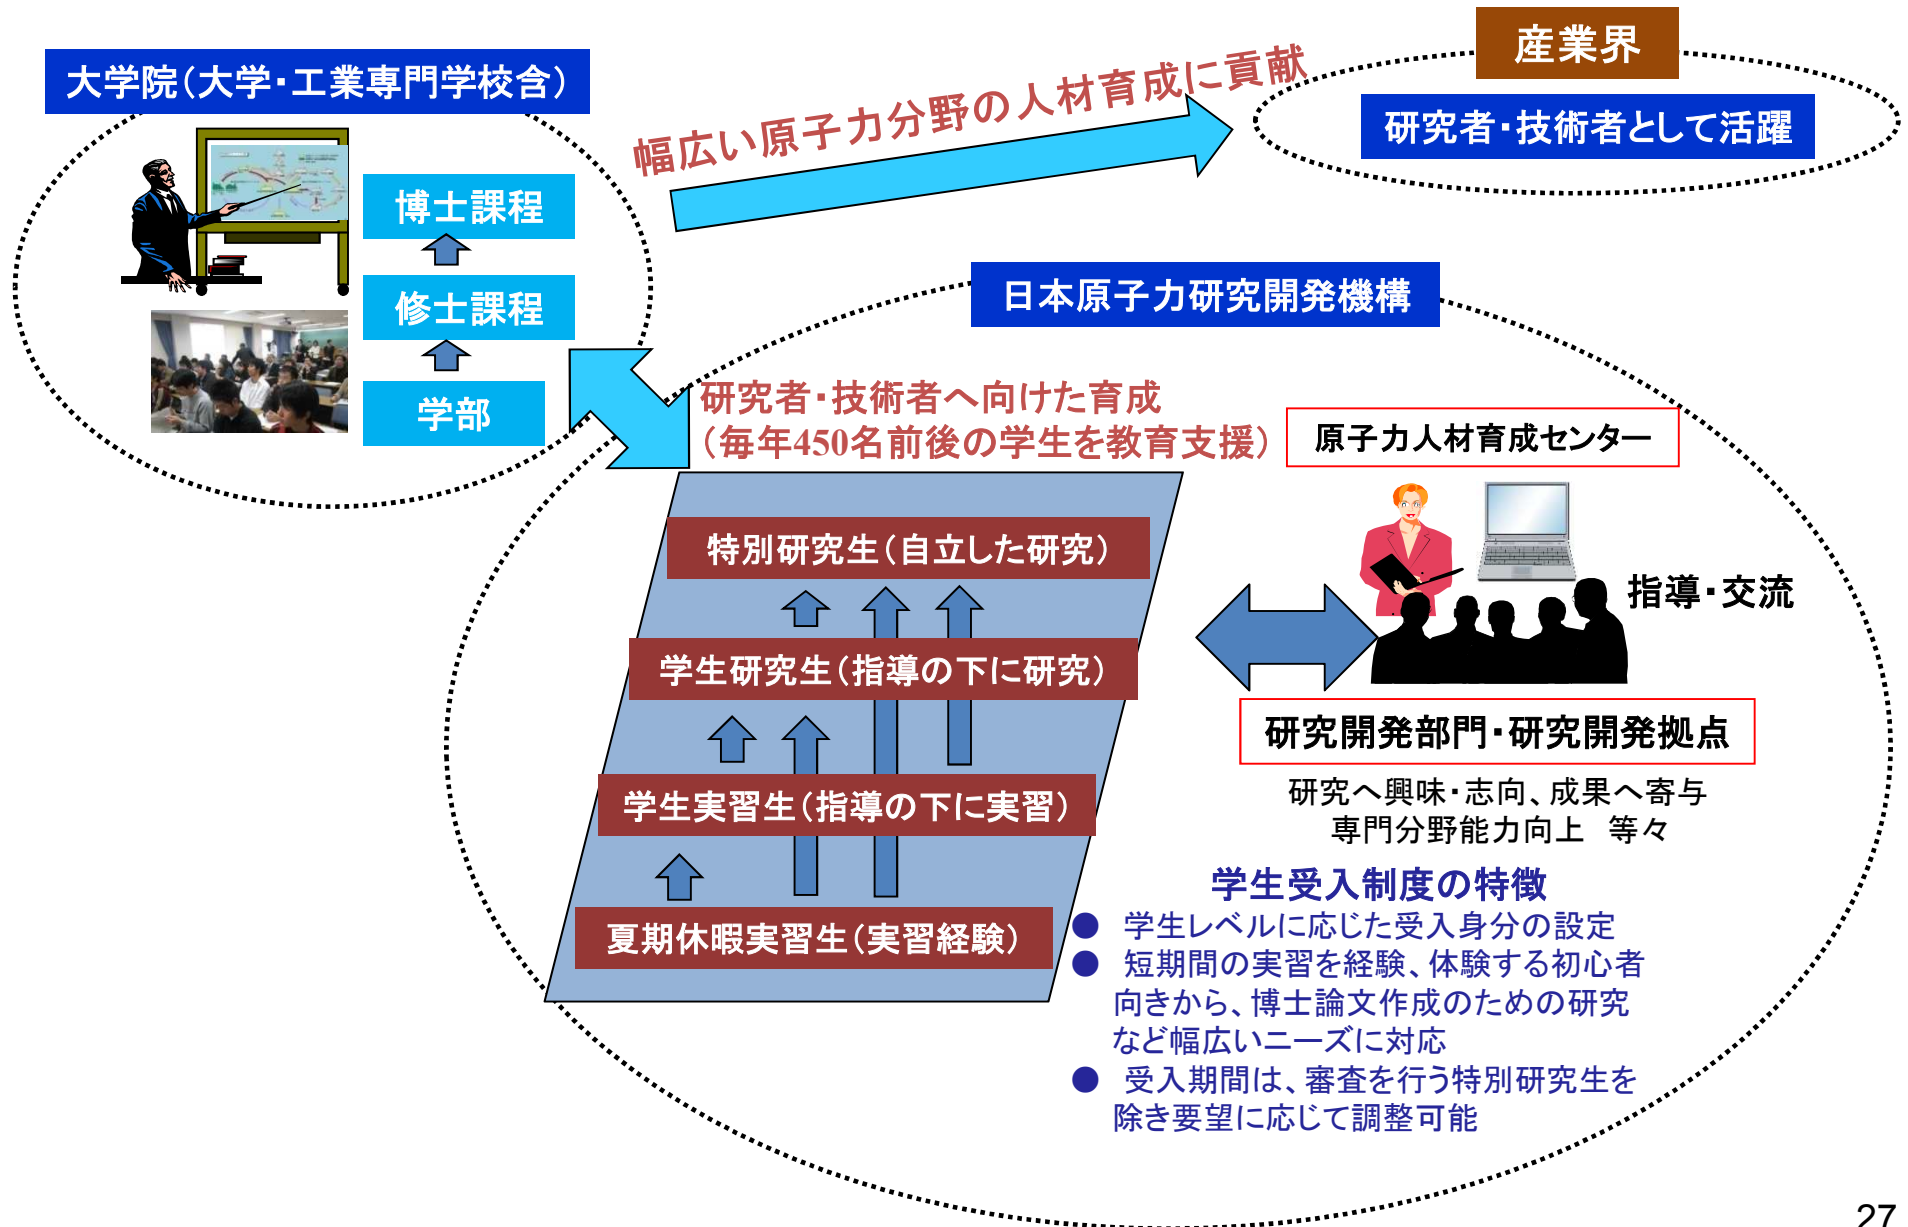 産業界
大学院（大学・工業専門学校含）
幅広い原子力分野の人材育成に貢献
研究者・技術者として活躍
博士課程
修士課程
学部
日本原子力研究開発機構
研究者・技術者へ向けた育成
（毎年450名前後の学生を教育支援）
原子力人材育成センター
特別研究生（自立した研究）
指導・交流
学生研究生（指導の下に研究）
研究開発部門・研究開発拠点
学生実習生（指導の下に実習）
研究へ興味・志向、成果へ寄与
専門分野能力向上　等々
夏期休暇実習生（実習経験）
学生受入制度の特徴
●　学生レベルに応じた受入身分の設定
●　短期間の実習を経験、体験する初心者
向きから、博士論文作成のための研究
など幅広いニーズに対応
●　受入期間は、審査を行う特別研究生を
除き要望に応じて調整可能
27